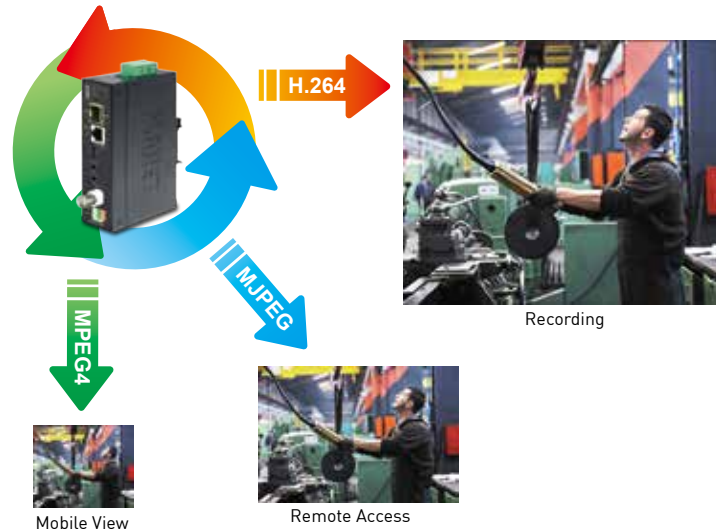 H.264
Recording
MJPEG
MPEG4
Remote Access
Mobile View